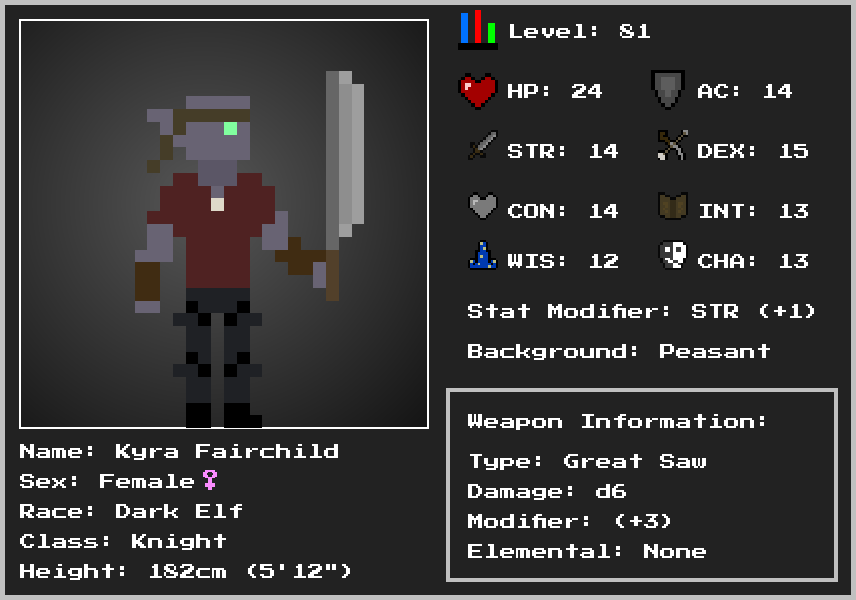 Level: 81
HP: 24 AC: 14
STR: 14 DEX: 15
CON: 14 INT: 13
WIS: 12 CHA: 13
Stat Modifier: STR (+1)
Background: Peasant
Weapon Information:
Type: Great Saw
Damage: d6
Modifier: (+3)
Elemental: None
Name: Kyra Fairchild
Sex: Female♀
Race: Dark Elf
Class: Knight
Height: 182cm (5'12")